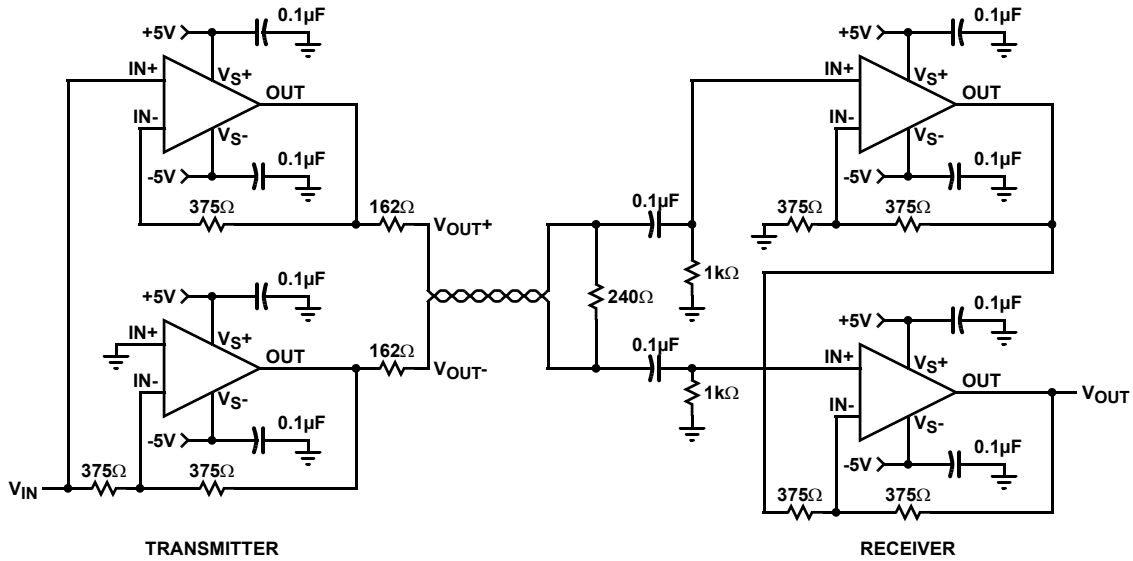 0.1µF
+5V
IN+
VS+
OUT
IN-
VS-
0.1µF
-5V
375Ω
162Ω
VOUT+
0.1µF
+5V
IN+
VS+
OUT
162Ω
VOUT-
IN-
VS-
0.1µF
-5V
375Ω
375Ω
VIN
TRANSMITTER
0.1µF
1kΩ
240Ω
0.1µF
1kΩ
0.1µF
+5V
IN+
VS+
OUT
IN-
VS-
0.1µF
-5V
375Ω
375Ω
0.1µF
+5V
IN+
VS+
OUT
VOUT
IN-
VS-
0.1µF
-5V
375Ω
375Ω
RECEIVER